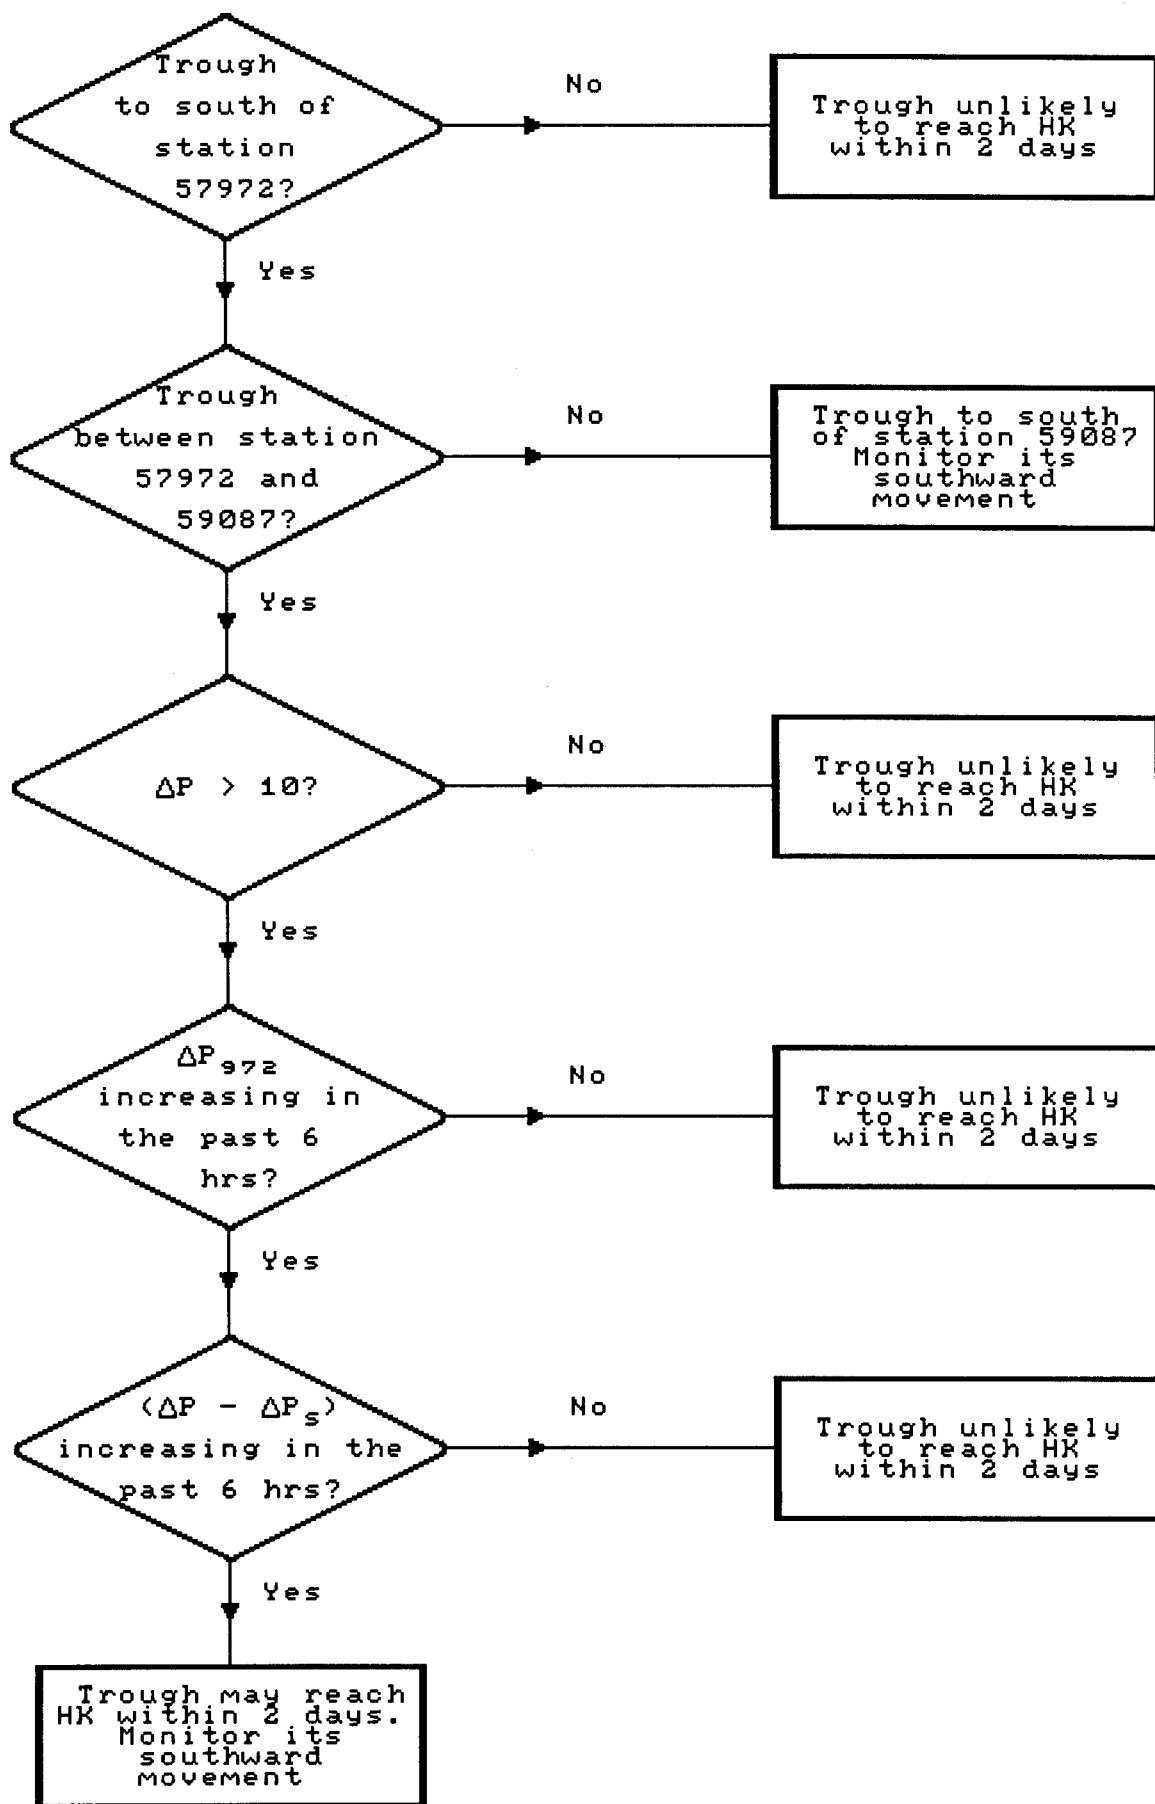 Trough
to south of
station
57972?
No
Trough unlikely
to reach HK
within 2 days
Yes
Trough
between station
57972 and
59087?
No
Trough to south
of station 59087
Monitor its
southward
movement
Yes
ΔP > 10?
No
Trough unlikely
to reach HK
within 2 days
Yes
ΔP972
increasing in
the past 6
hrs?
No
Trough unlikely
to reach HK
within 2 days
Yes
(ΔP - ΔPs)
increasing in the
past 6 hrs?
No
Trough unlikely
to reach HK
within 2 days
Yes
Trough may reach
HK within 2 days.
Monitor its
southward
movement